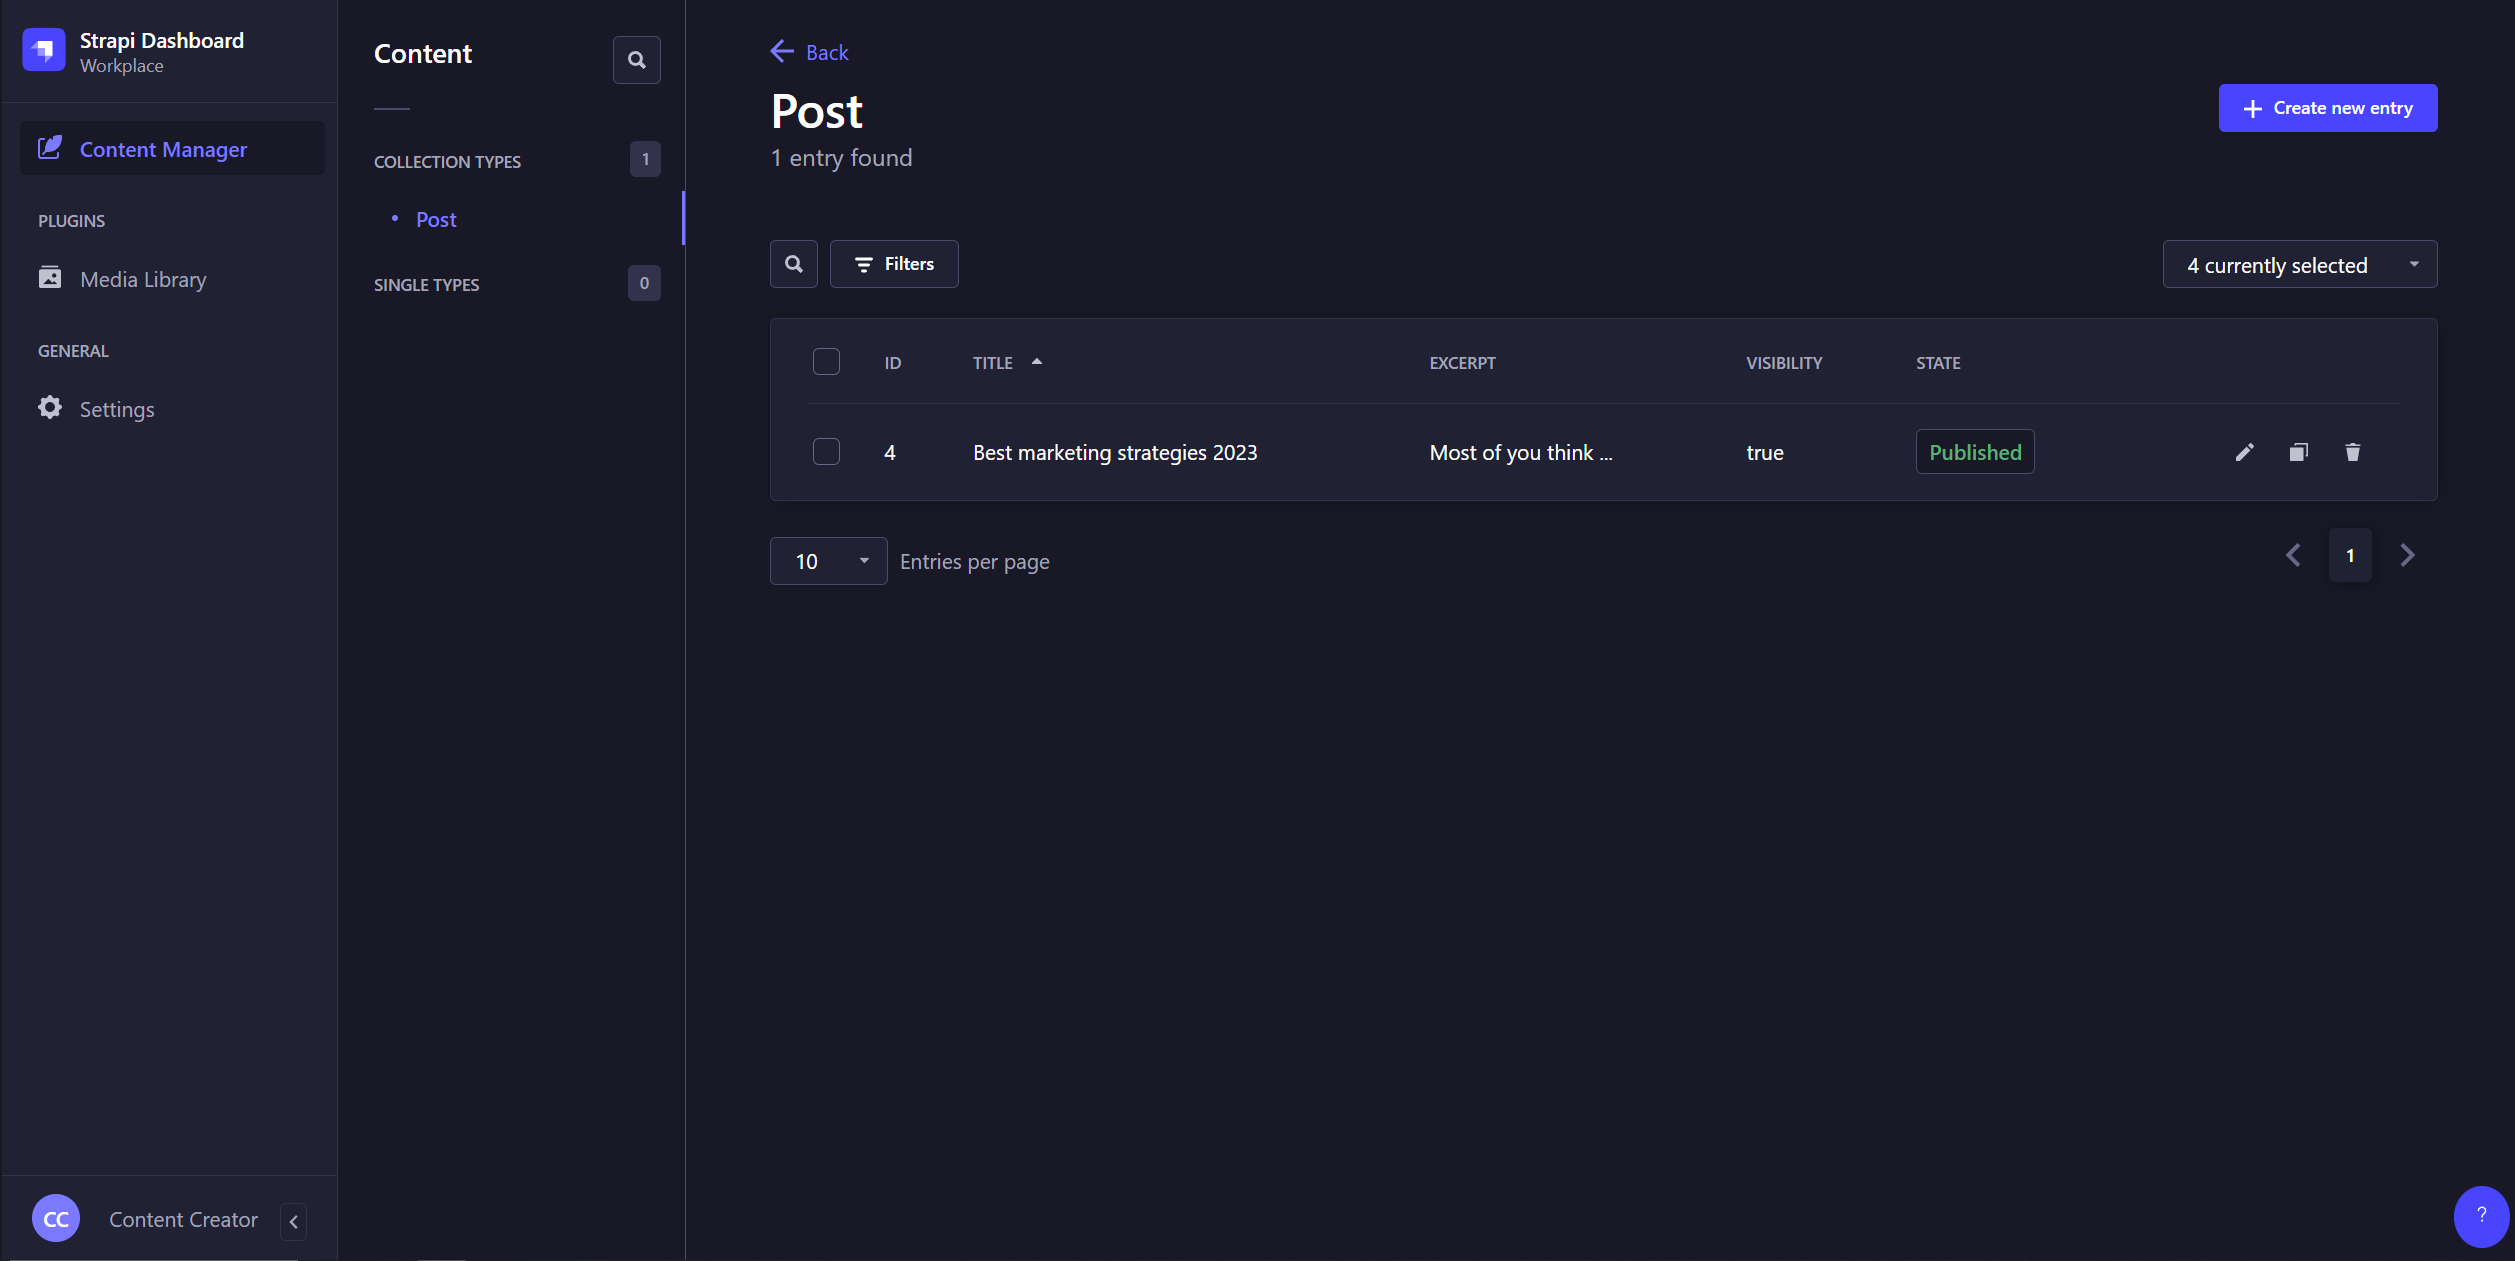 Strapi Dashboard
Workplace
Content Manager
PLUGINS
Media Library
GENERAL
Settings
CC
Content Creator
Content
COLLECTION TYPES
1
Post
SINGLE TYPES
0
Back
Post
1 entry found
Create new entry
Filters
4 currently selected
ID TITLE EXCERPT VISIBILITY STATE
4 Best marketing strategies 2023 Most of you think ... true Published
10 Entries per page
1
?